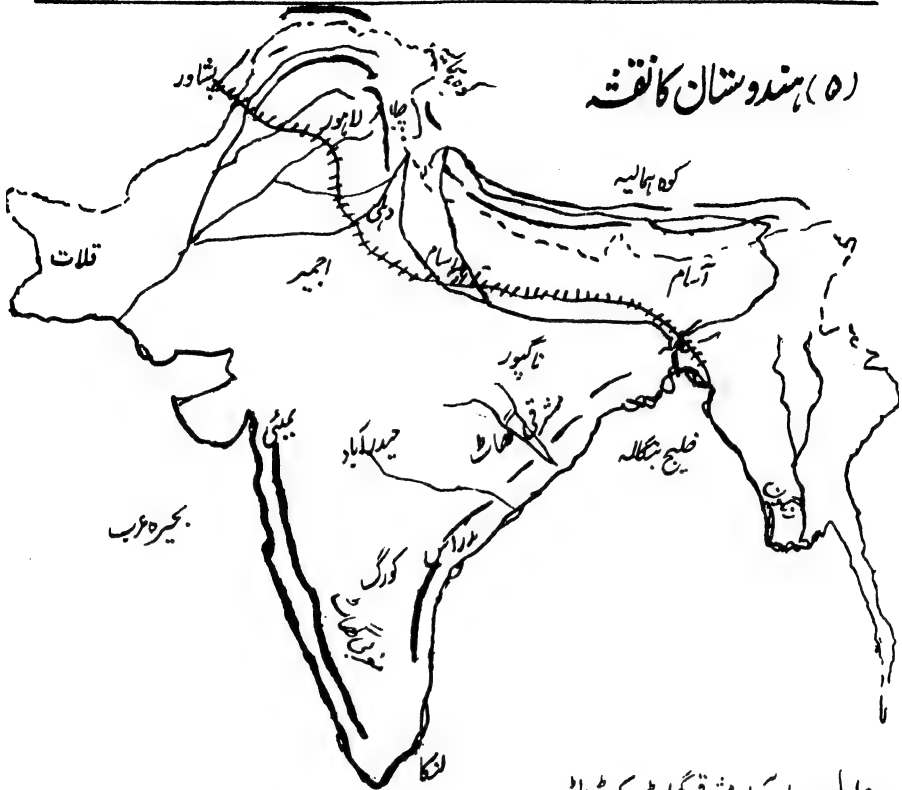 (۵) ہندوستان کا نقشہ
پشاور
لاہور
کوہ ہمالیہ
دہلی
قلات
اجمیر
آسام
ناگپور
مشرقی گھاٹ
بمبئی
حیدرآباد
خلیج بنگالہ
بحیرہ عرب
مدراس
کورگ
مغربی گھاٹ
لنکا